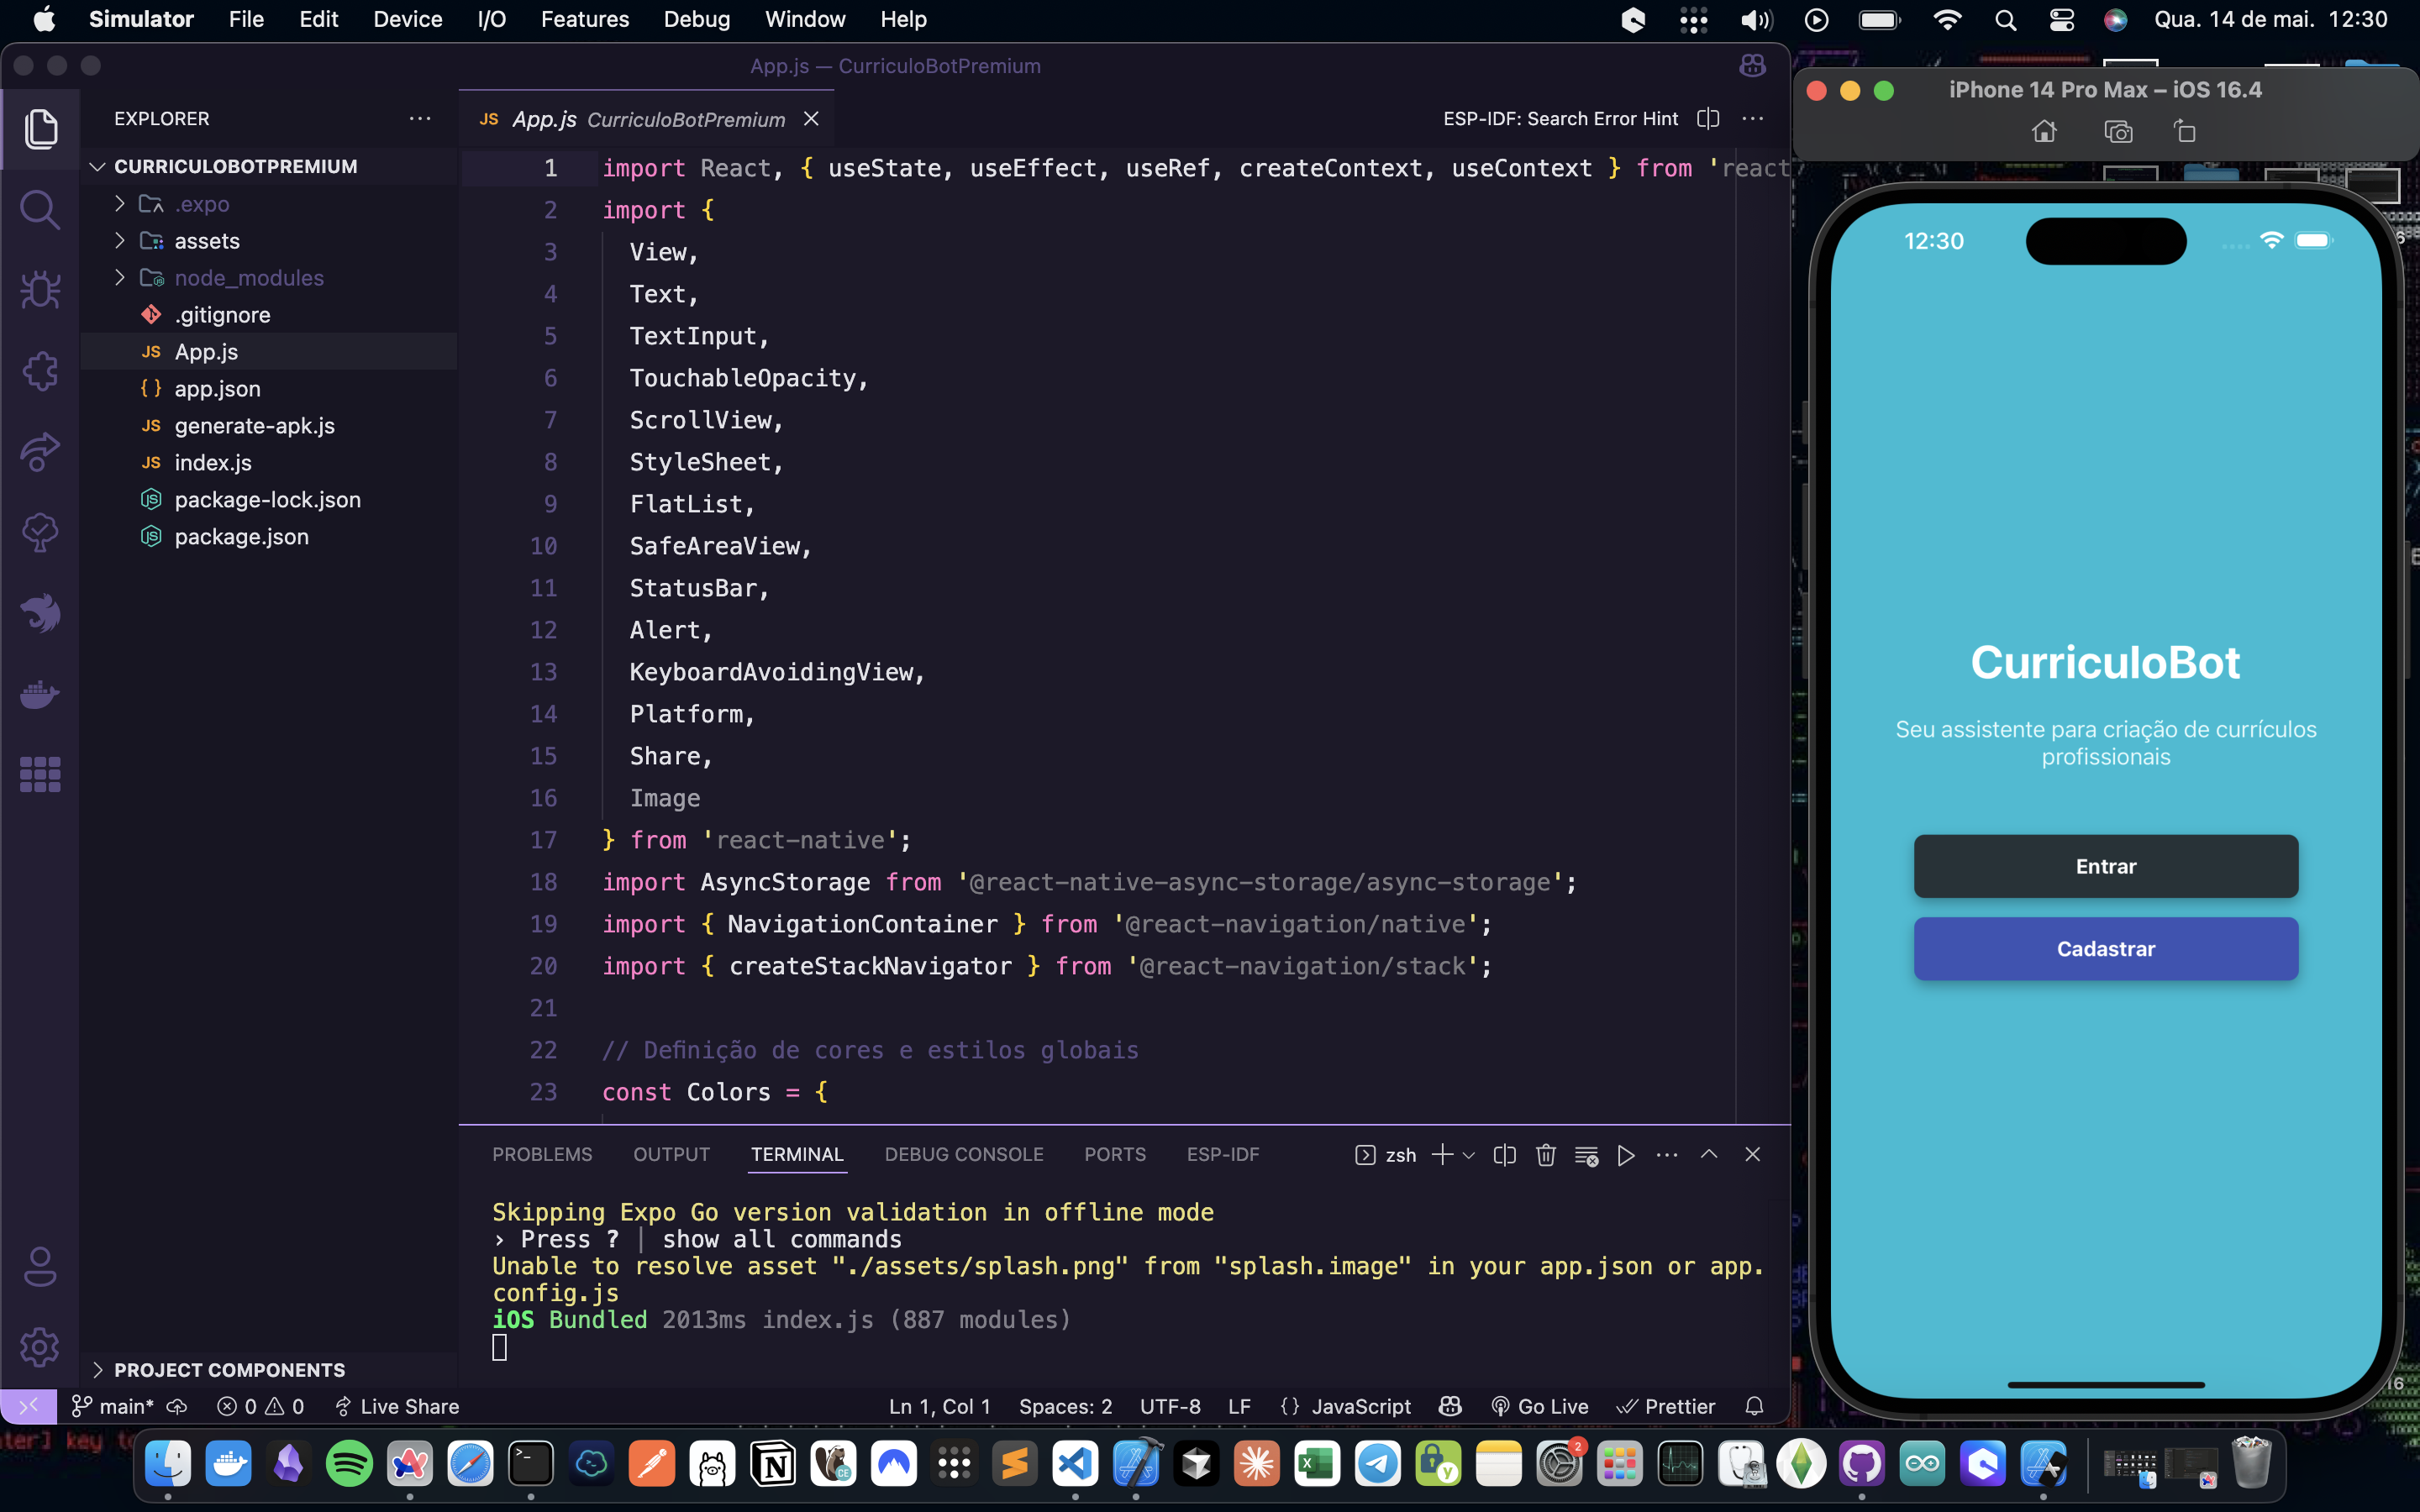 Simulator File Edit Device I/O Features Debug Window Help
Qua. 14 de mai. 12:30
App.js — CurriculoBotPremium
EXPLORER
CURRICULOBOTPREMIUM
.expo
assets
node_modules
.gitignore
JS App.js
{ } app.json
JS generate-apk.js
JS index.js
package-lock.json
package.json
PROJECT COMPONENTS
JS App.js CurriculoBotPremium
ESP-IDF: Search Error Hint
1 import React, { useState, useEffect, useRef, createContext, useContext } from 'react
2 import {
3 View,
4 Text,
5 TextInput,
6 TouchableOpacity,
7 ScrollView,
8 StyleSheet,
9 FlatList,
10 SafeAreaView,
11 StatusBar,
12 Alert,
13 KeyboardAvoidingView,
14 Platform,
15 Share,
16 Image
17 } from 'react-native';
18 import AsyncStorage from '@react-native-async-storage/async-storage';
19 import { NavigationContainer } from '@react-navigation/native';
20 import { createStackNavigator } from '@react-navigation/stack';
21
22 // Definição de cores e estilos globais
23 const Colors = {
PROBLEMS OUTPUT TERMINAL DEBUG CONSOLE PORTS ESP-IDF
zsh
Skipping Expo Go version validation in offline mode
› Press ? │ show all commands
Unable to resolve asset "./assets/splash.png" from "splash.image" in your app.json or app.
config.js
iOS Bundled 2013ms index.js (887 modules)
main* 0 0 Live Share
Ln 1, Col 1 Spaces: 2 UTF-8 LF { } JavaScript Go Live Prettier
iPhone 14 Pro Max – iOS 16.4
12:30
CurriculoBot
Seu assistente para criação de currículos
profissionais
Entrar
Cadastrar
2